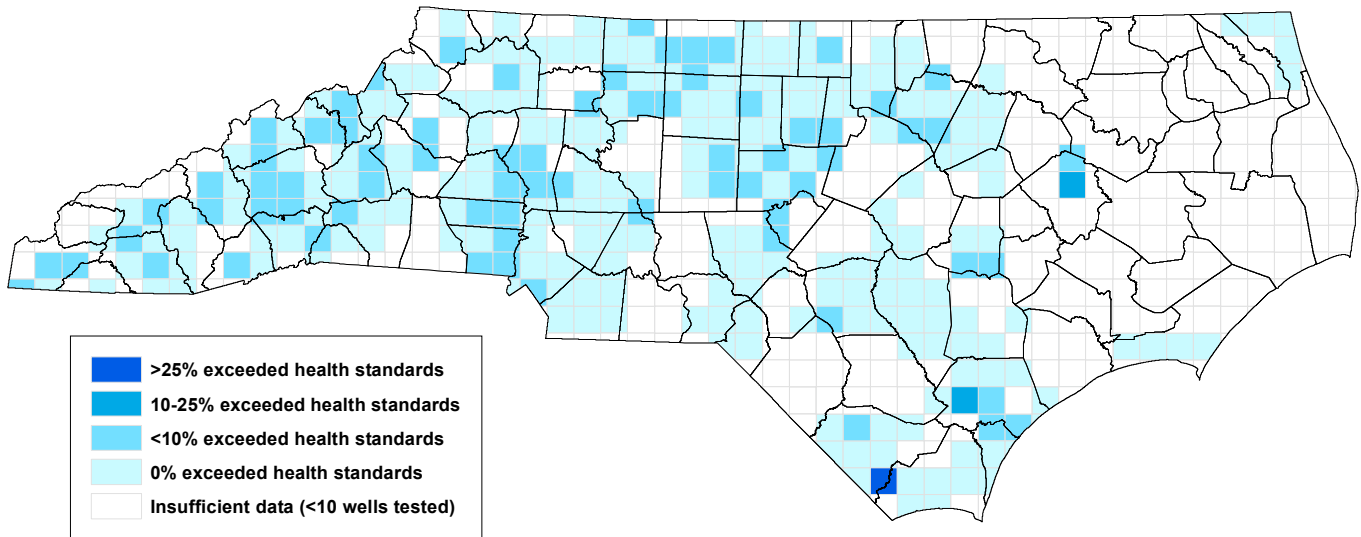 >25% exceeded health standards
10-25% exceeded health standards
<10% exceeded health standards
0% exceeded health standards
Insufficient data (<10 wells tested)